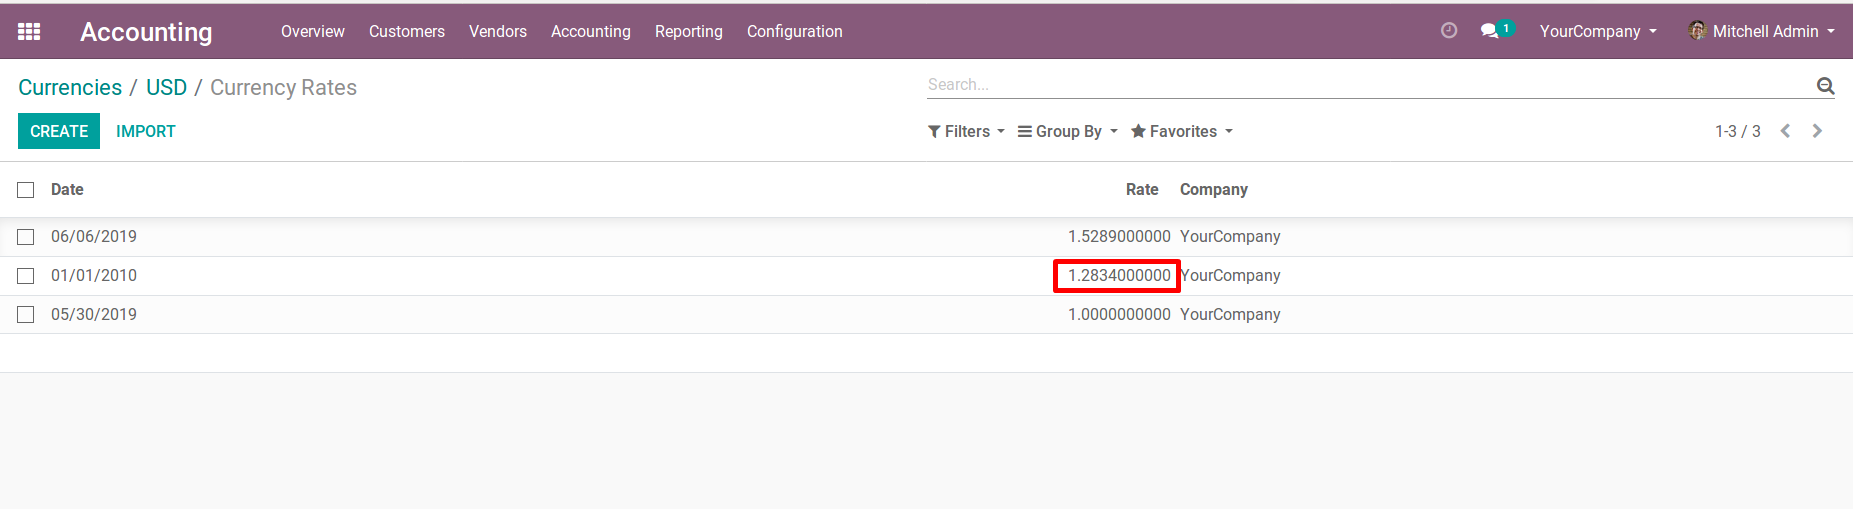 Accounting Overview Customers Vendors Accounting Reporting Configuration 1 YourCompany Mitchell Admin
Currencies / USD / Currency Rates Search...
CREATE IMPORT Filters Group By Favorites 1-3 / 3
Date Rate Company
06/06/2019 1.5289000000 YourCompany
01/01/2010 1.2834000000 YourCompany
05/30/2019 1.0000000000 YourCompany